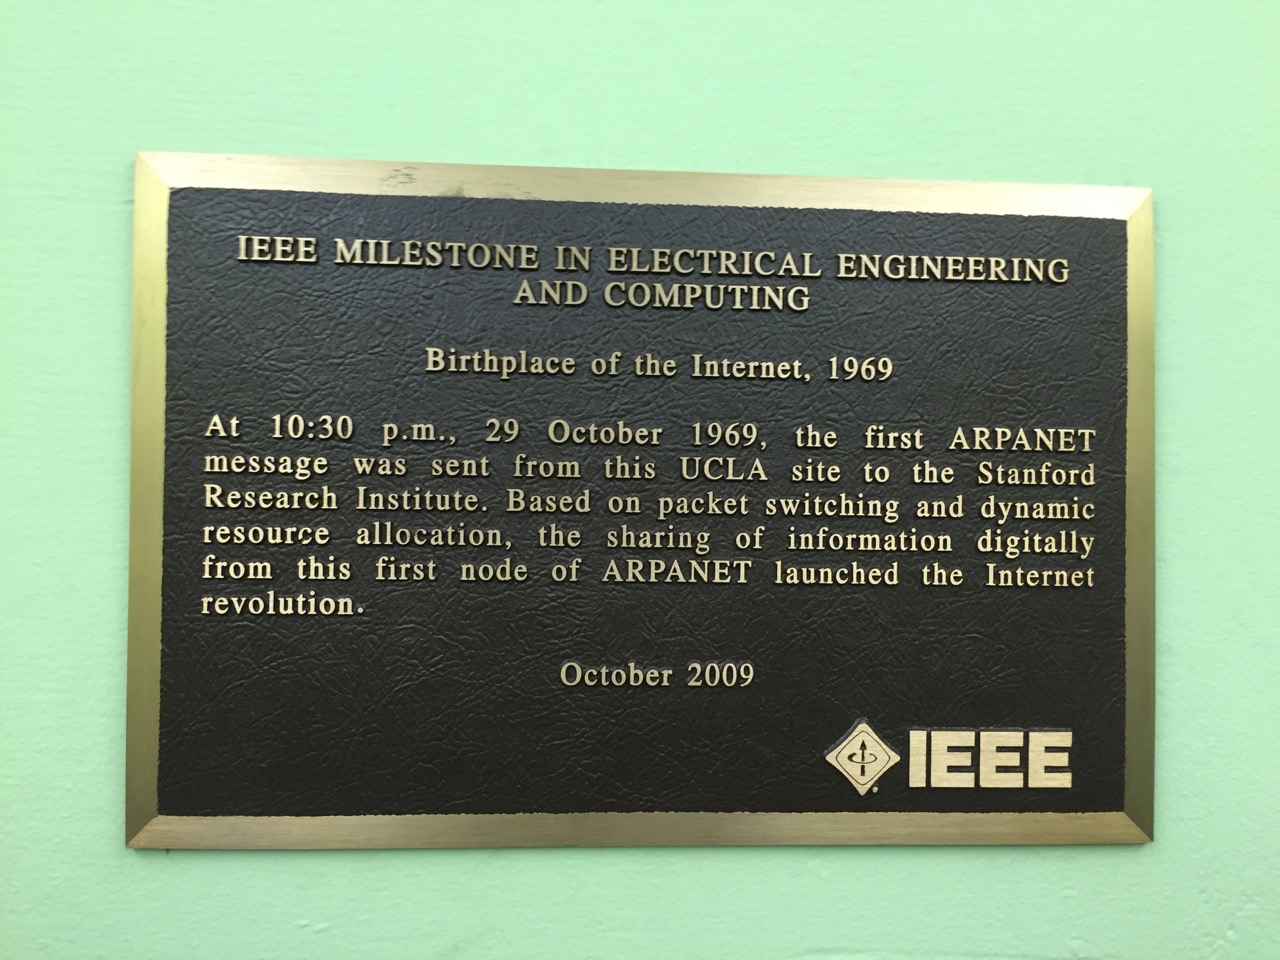 IEEE MILESTONE IN ELECTRICAL ENGINEERING
AND COMPUTING
Birthplace of the Internet, 1969
At 10:30 p.m., 29 October 1969, the first ARPANET
message was sent from this UCLA site to the Stanford
Research Institute. Based on packet switching and dynamic
resource allocation, the sharing of information digitally
from this first node of ARPANET launched the Internet
revolution.
October 2009
IEEE